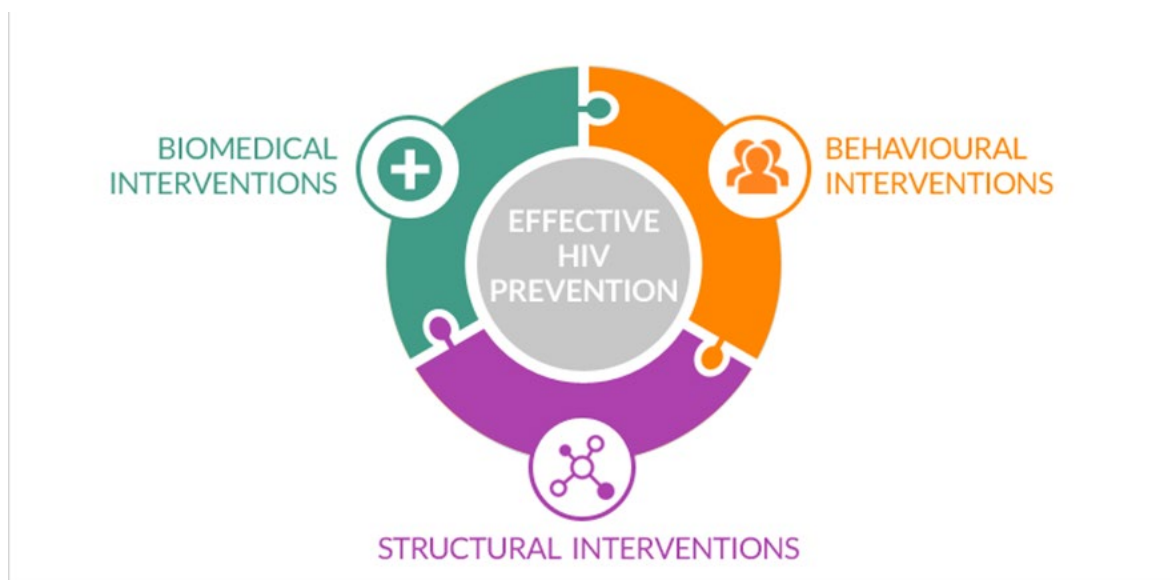 BIOMEDICAL
INTERVENTIONS
BEHAVIOURAL
INTERVENTIONS
EFFECTIVE
HIV
PREVENTION
STRUCTURAL INTERVENTIONS